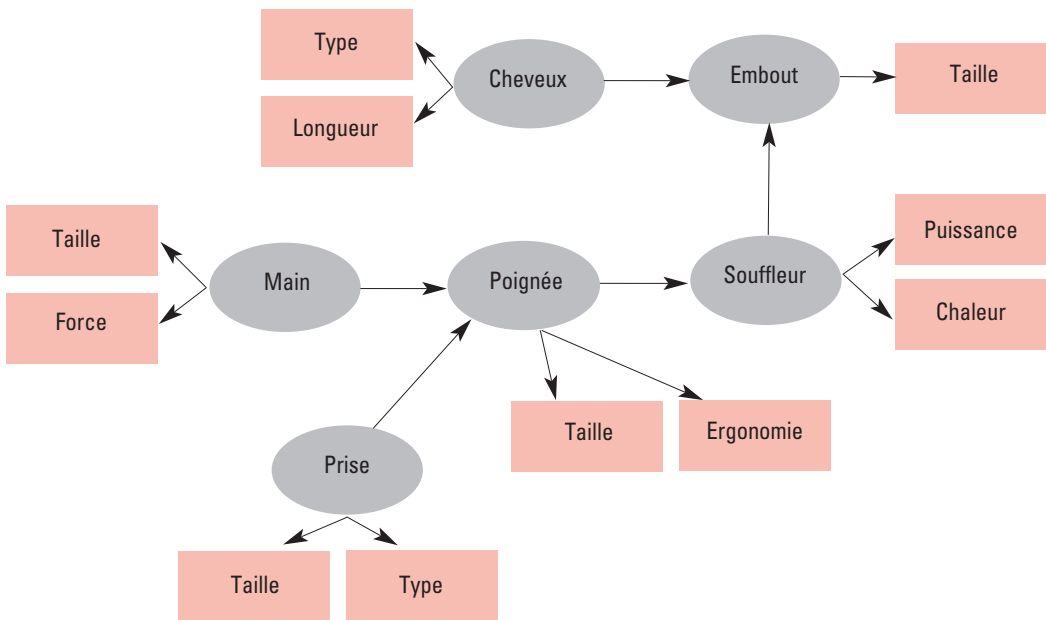 Type
Cheveux
Embout
Taille
Longueur
Taille
Main
Poignée
Souffleur
Puissance
Force
Chaleur
Taille
Ergonomie
Prise
Taille
Type